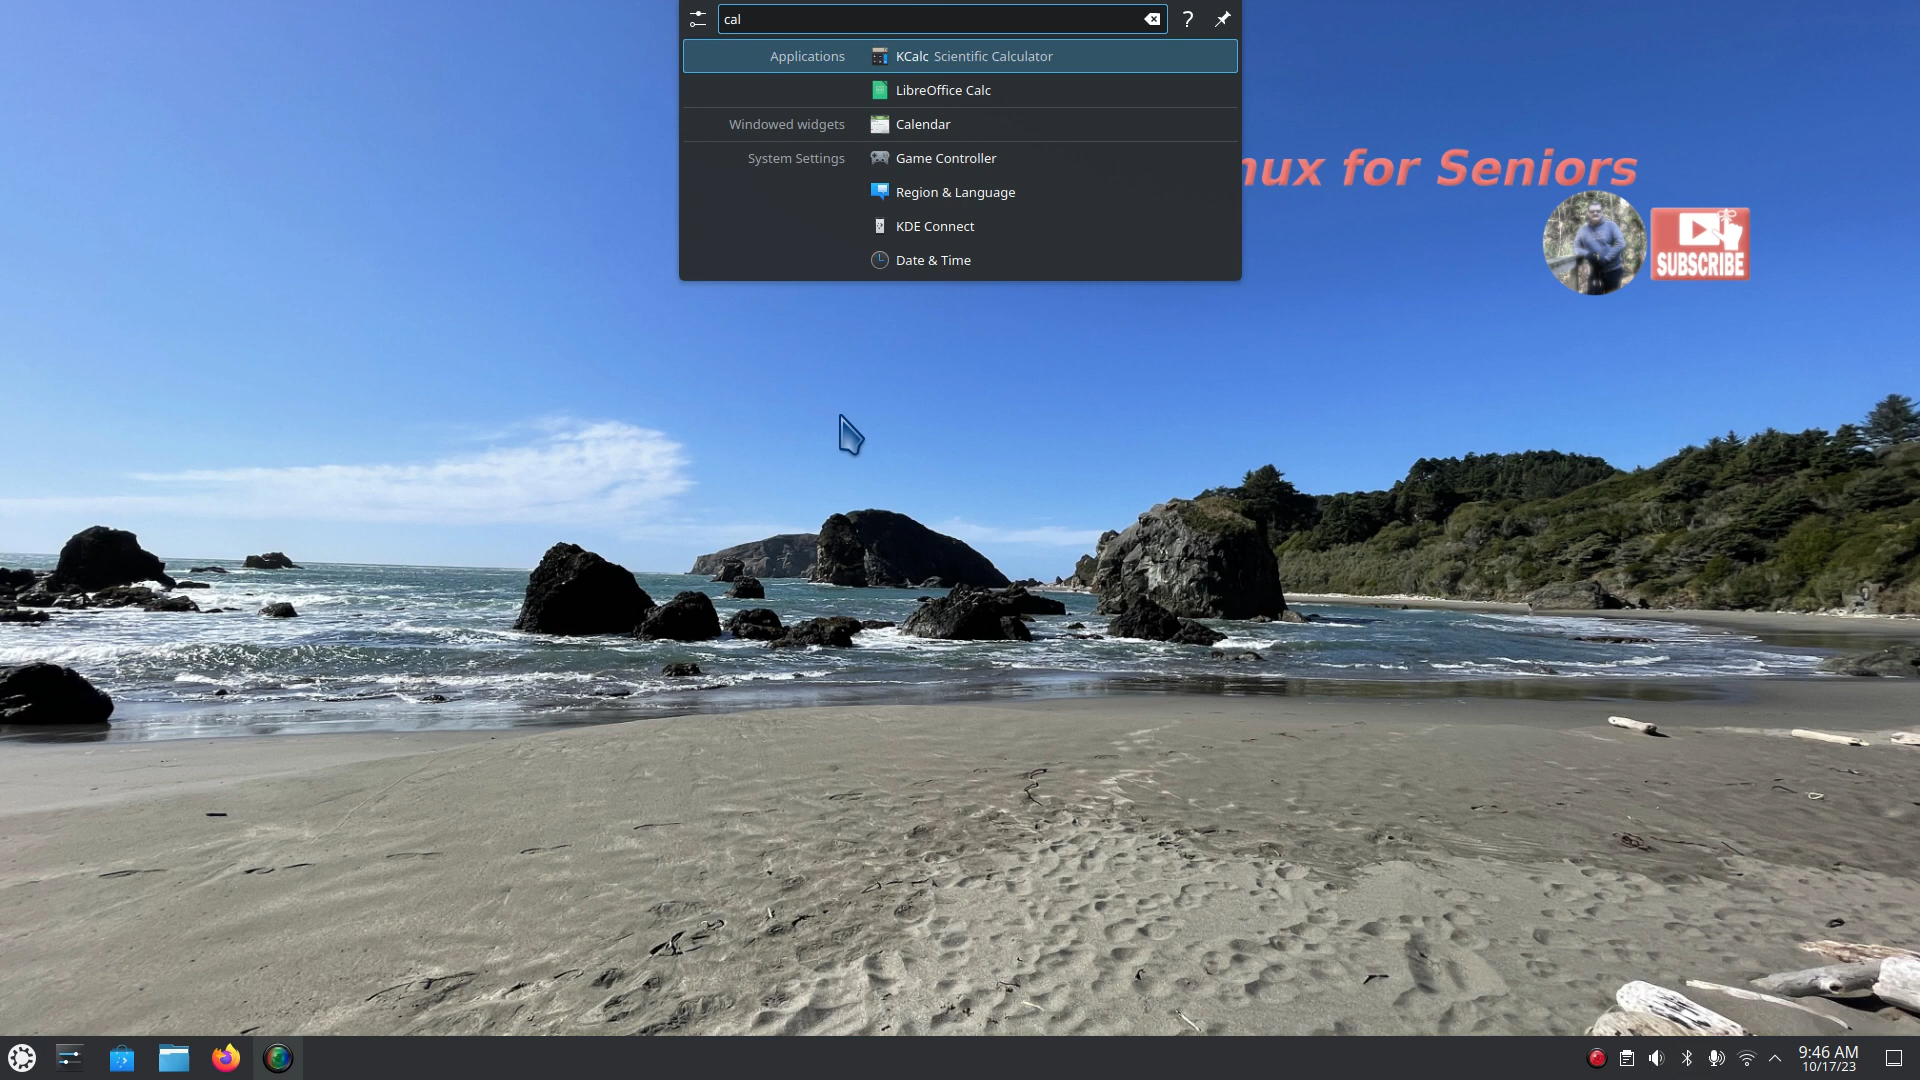 cal
?
Applications KCalc Scientific Calculator
LibreOffice Calc
Windowed widgets Calendar
System Settings Game Controller
Region & Language
KDE Connect
Date & Time
nux for Seniors
SUBSCRIBE
9:46 AM
10/17/23